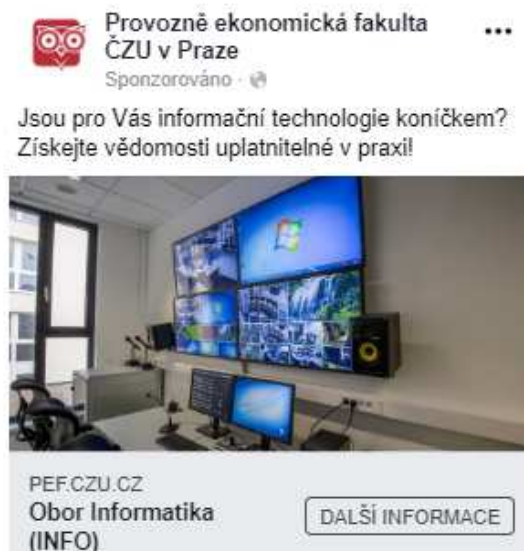 Provozně ekonomická fakulta
ČZU v Praze
Sponzorováno ·
Jsou pro Vás informační technologie koníčkem?
Získejte vědomosti uplatnitelné v praxi!
PEF.CZU.CZ
Obor Informatika
(INFO)
DALŠÍ INFORMACE